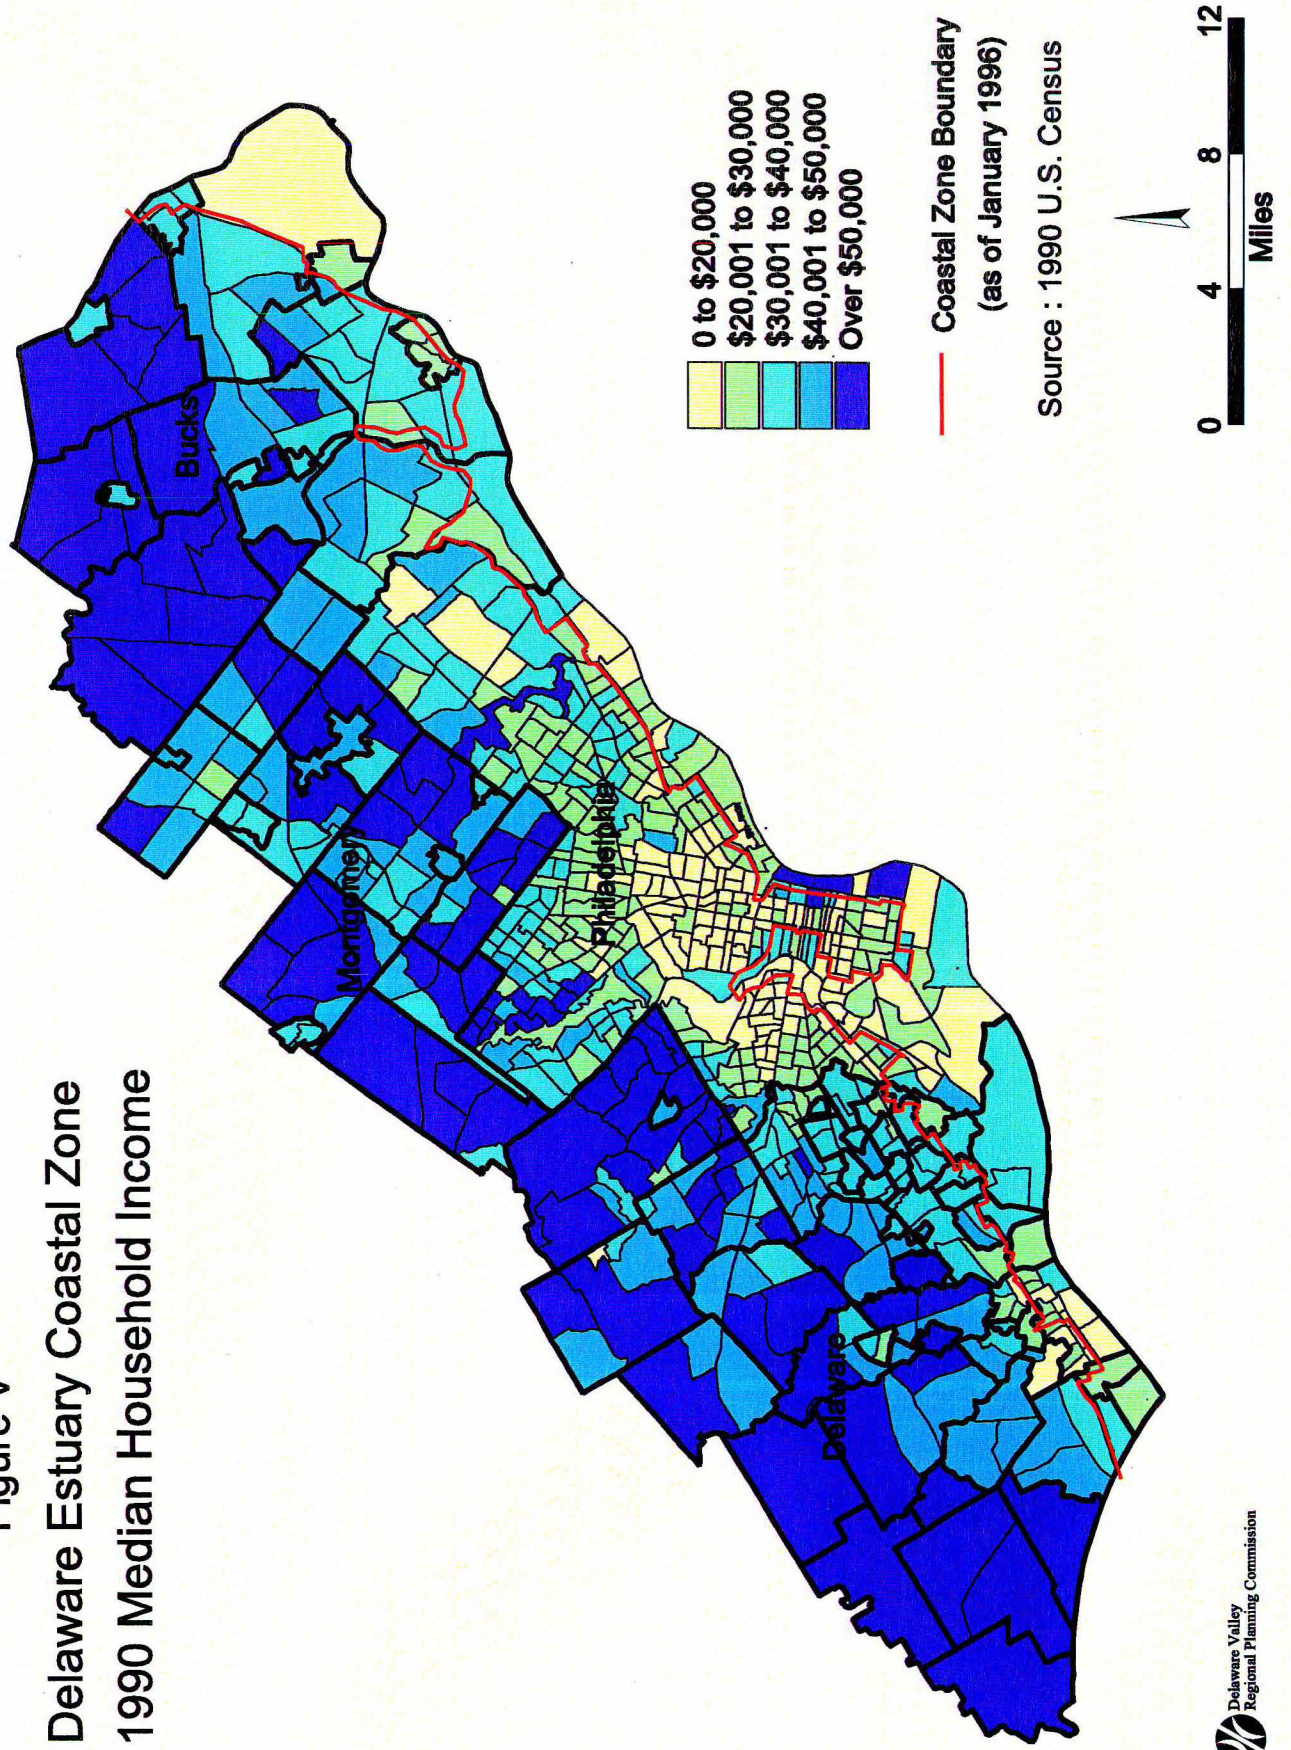 Figure V
Delaware Estuary Coastal Zone
1990 Median Household Income
Bucks
Montgomery
Philadelphia
Delaware
0 to $20,000
$20,001 to $30,000
$30,001 to $40,000
$40,001 to $50,000
Over $50,000
Coastal Zone Boundary
(as of January 1996)
Source : 1990 U.S. Census
0 4 8 12
Miles
Delaware Valley
Regional Planning Commission